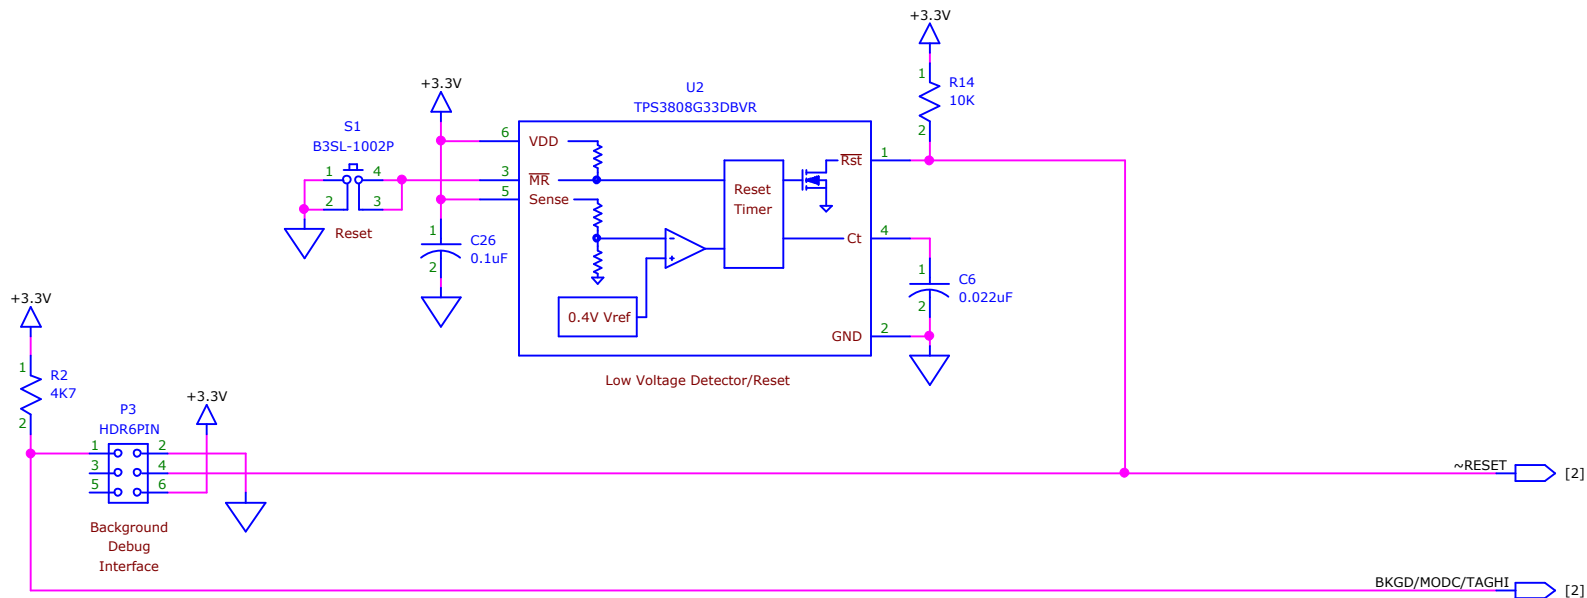 +3.3V
1
R14
10K
2
+3.3V
U2
TPS3808G33DBVR
S1
B3SL-1002P
1 4
2 3
Reset
6 VDD
3 MR
5 Sense
Reset
Timer
Rst 1
Ct 4
GND 2
0.4V Vref
1
C26
0.1uF
2
1
C6
0.022uF
2
Low Voltage Detector/Reset
+3.3V
1
R2
4K7
2
+3.3V
P3
HDR6PIN
1 2
3 4
5 6
Background
Debug
Interface
~RESET [2]
BKGD/MODC/TAGHI [2]